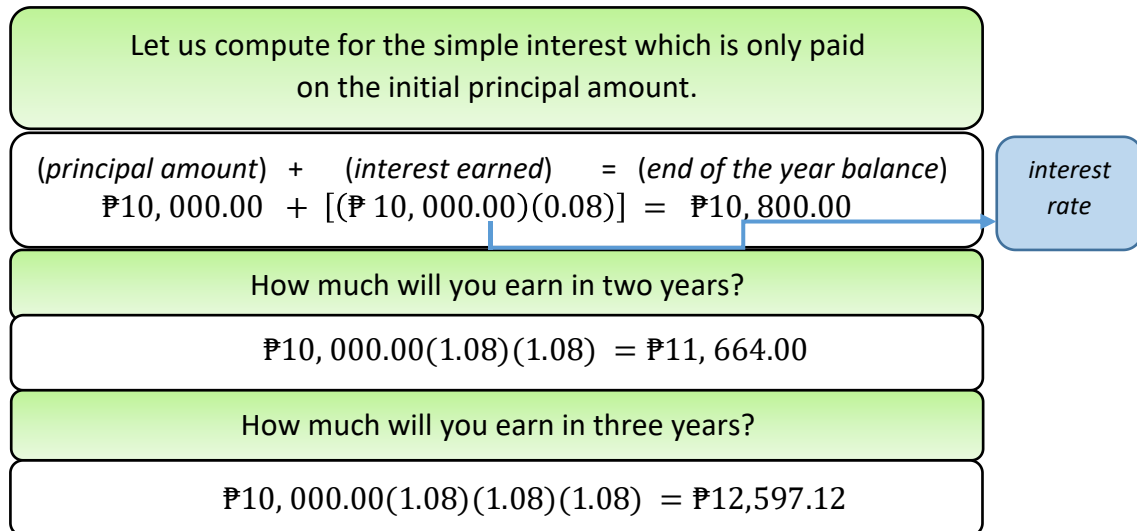 Let us compute for the simple interest which is only paid
on the initial principal amount.
(principal amount) + (interest earned) = (end of the year balance)
₱10, 000.00 + [(₱ 10, 000.00)(0.08)] = ₱10, 800.00
interest
rate
How much will you earn in two years?
₱10, 000.00(1.08)(1.08) = ₱11, 664.00
How much will you earn in three years?
₱10, 000.00(1.08)(1.08)(1.08) = ₱12,597.12